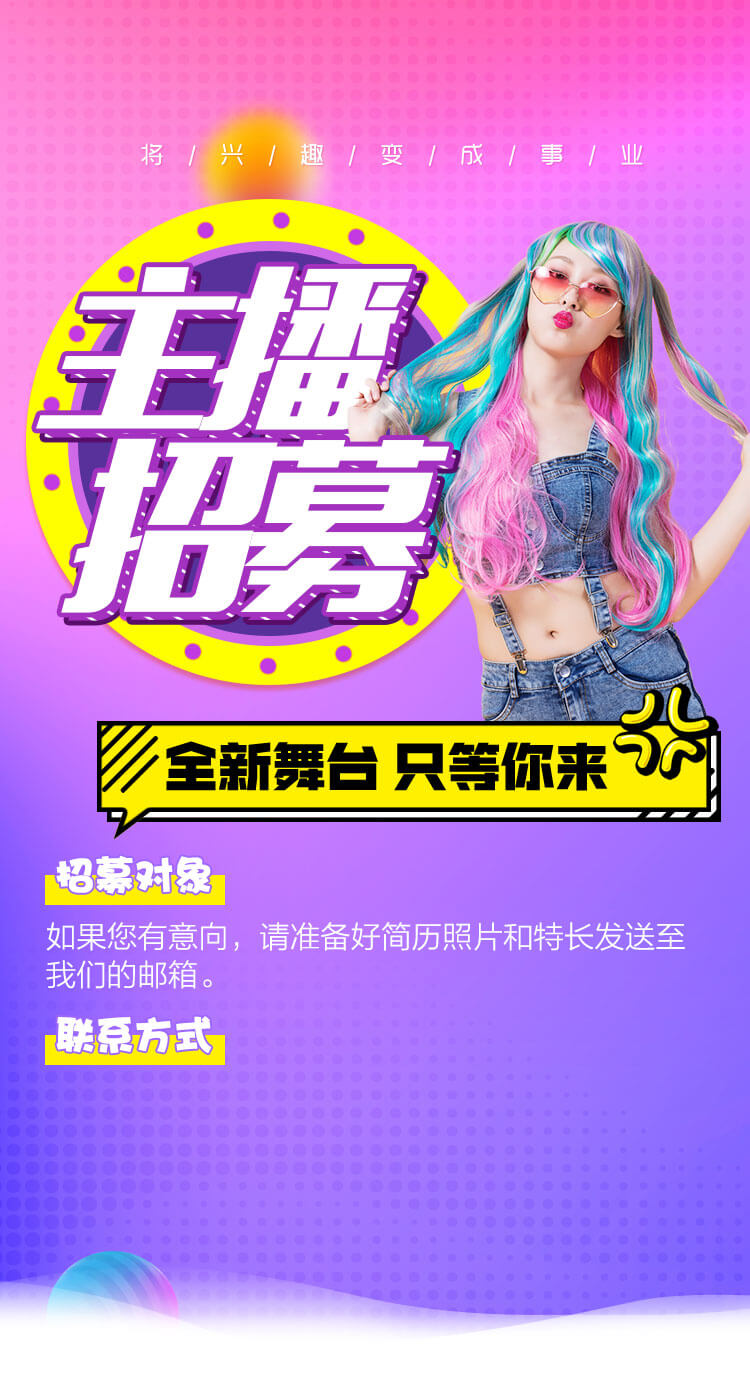 将/兴/趣/变/成/事/业
主播
招募
全新舞台 只等你来
招募对象
如果您有意向，请准备好简历照片和特长发送至
我们的邮箱。
联系方式